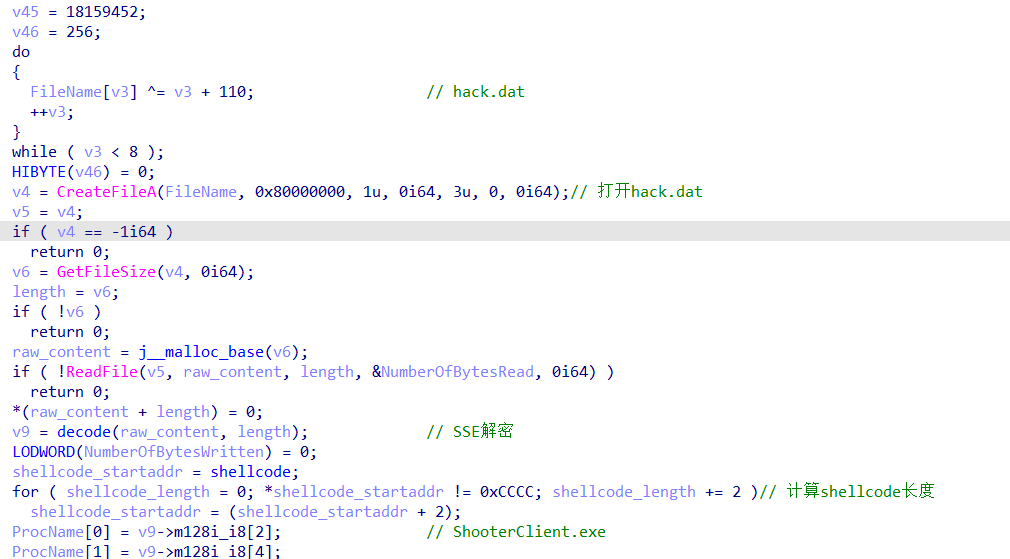 v45 = 18159452;
v46 = 256;
do
{
FileName[v3] ^= v3 + 110; // hack.dat
++v3;
}
while ( v3 < 8 );
HIBYTE(v46) = 0;
v4 = CreateFileA(FileName, 0x80000000, 1u, 0i64, 3u, 0, 0i64);// 打开hack.dat
v5 = v4;
if ( v4 == -1i64 )
return 0;
v6 = GetFileSize(v4, 0i64);
length = v6;
if ( !v6 )
return 0;
raw_content = j__malloc_base(v6);
if ( !ReadFile(v5, raw_content, length, &NumberOfBytesRead, 0i64) )
return 0;
*(raw_content + length) = 0;
v9 = decode(raw_content, length); // SSE解密
LODWORD(NumberOfBytesWritten) = 0;
shellcode_startaddr = shellcode;
for ( shellcode_length = 0; *shellcode_startaddr != 0xCCCC; shellcode_length += 2 )// 计算shellcode长度
shellcode_startaddr = (shellcode_startaddr + 2);
ProcName[0] = v9->m128i_i8[2]; // ShooterClient.exe
ProcName[1] = v9->m128i_i8[4];